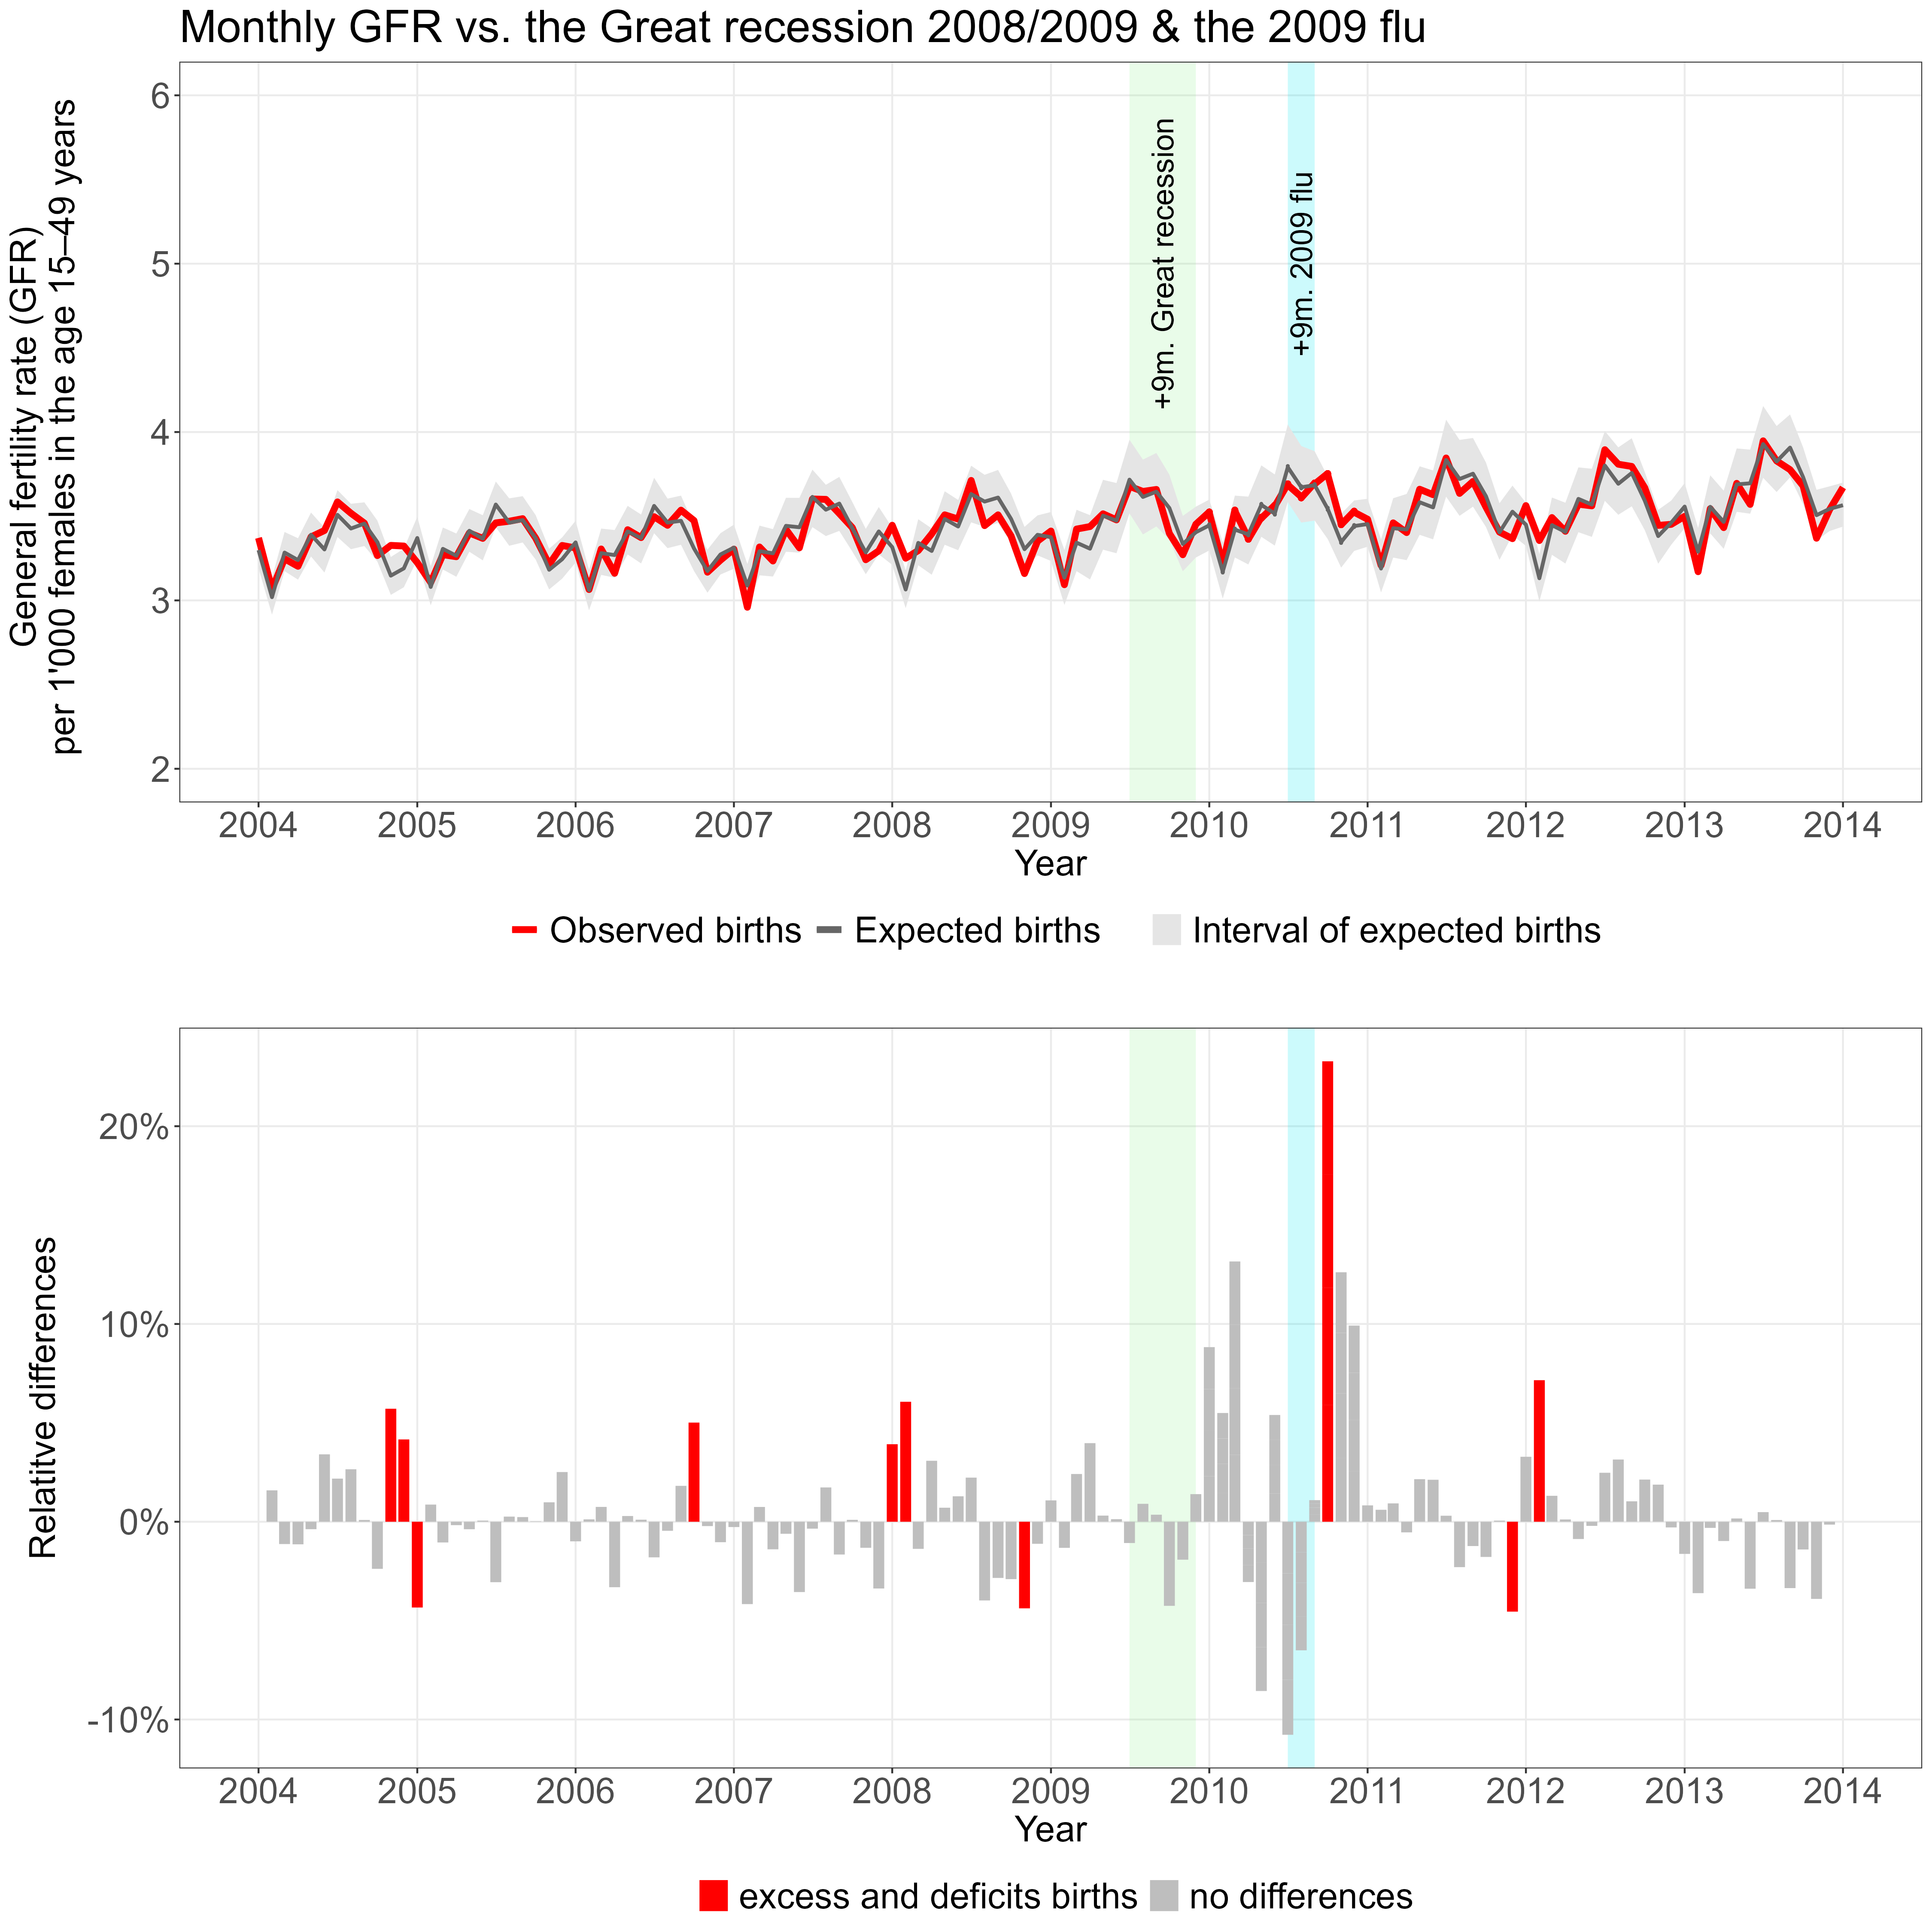 Monthly GFR vs. the Great recession 2008/2009 & the 2009 flu
General fertility rate (GFR)
per 1'000 females in the age 15–49 years
6
5
4
3
2
+9m. Great recession
+9m. 2009 flu
2004 2005 2006 2007 2008 2009 2010 2011 2012 2013 2014
Year
Observed births Expected births Interval of expected births
Relatitive differences
20%
10%
0%
-10%
2004 2005 2006 2007 2008 2009 2010 2011 2012 2013 2014
Year
excess and deficits births no differences